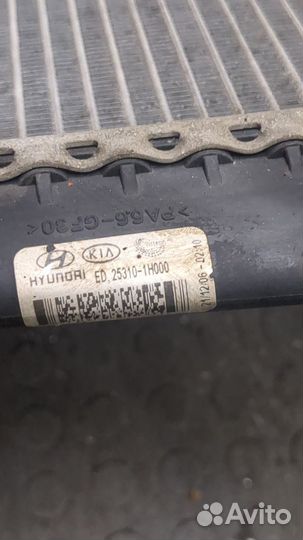 >PA66-GF30<
KIA
HYUNDAI ED, 25310-1H000
Avito